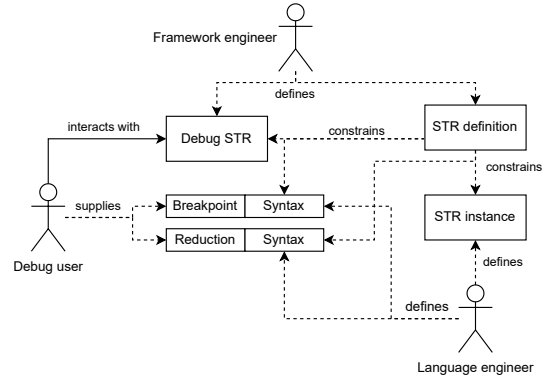 Framework engineer
defines
interacts with
Debug STR
constrains
STR definition
constrains
supplies
Breakpoint
Syntax
STR instance
Reduction
Syntax
Debug user
defines
defines
Language engineer